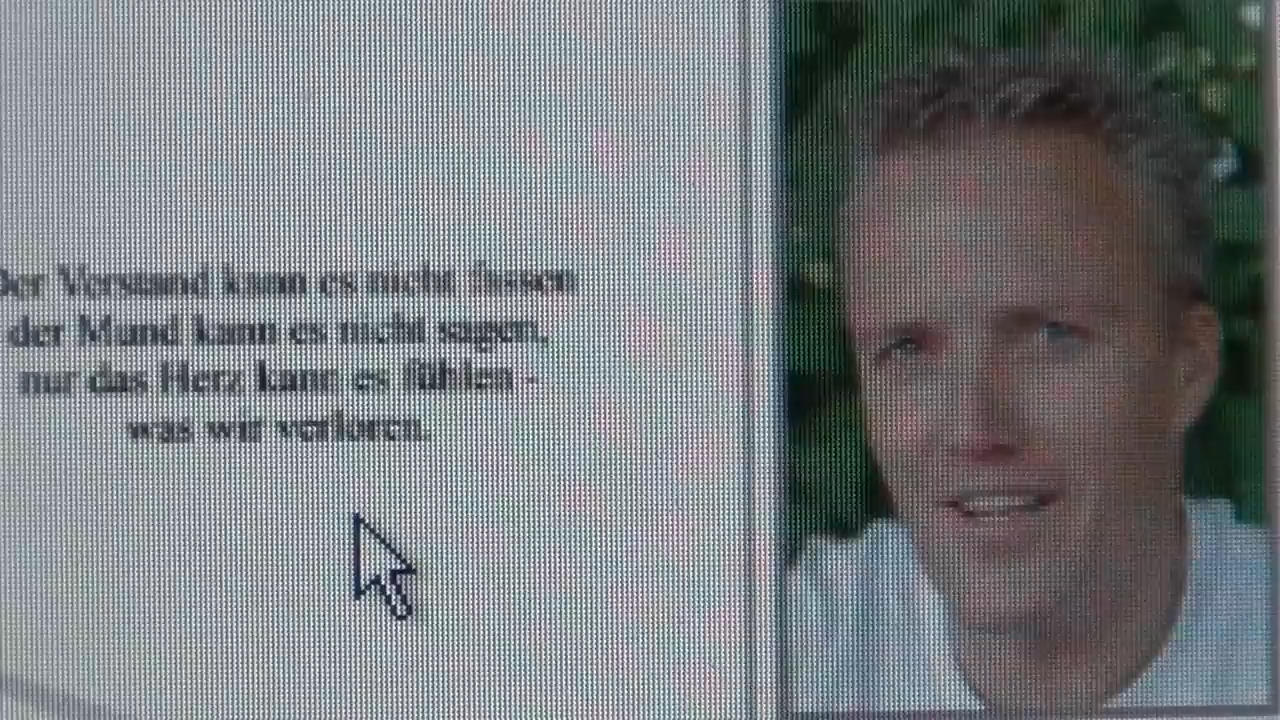 Der Verstand kann es nicht fassen
der Mund kann es nicht sagen,
nur das Herz kann es fühlen -
was wir verloren.